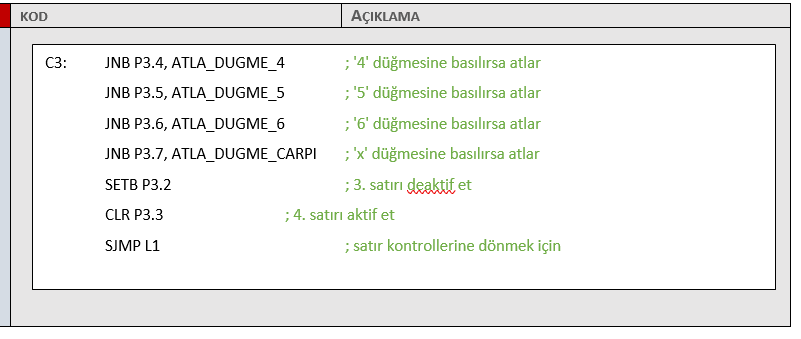 KOD AÇIKLAMA
C3: JNB P3.4, ATLA_DUGME_4 ; '4' düğmesine basılırsa atlar
JNB P3.5, ATLA_DUGME_5 ; '5' düğmesine basılırsa atlar
JNB P3.6, ATLA_DUGME_6 ; '6' düğmesine basılırsa atlar
JNB P3.7, ATLA_DUGME_CARPI ; 'x' düğmesine basılırsa atlar
SETB P3.2 ; 3. satırı deaktif et
CLR P3.3 ; 4. satırı aktif et
SJMP L1 ; satır kontrollerine dönmek için